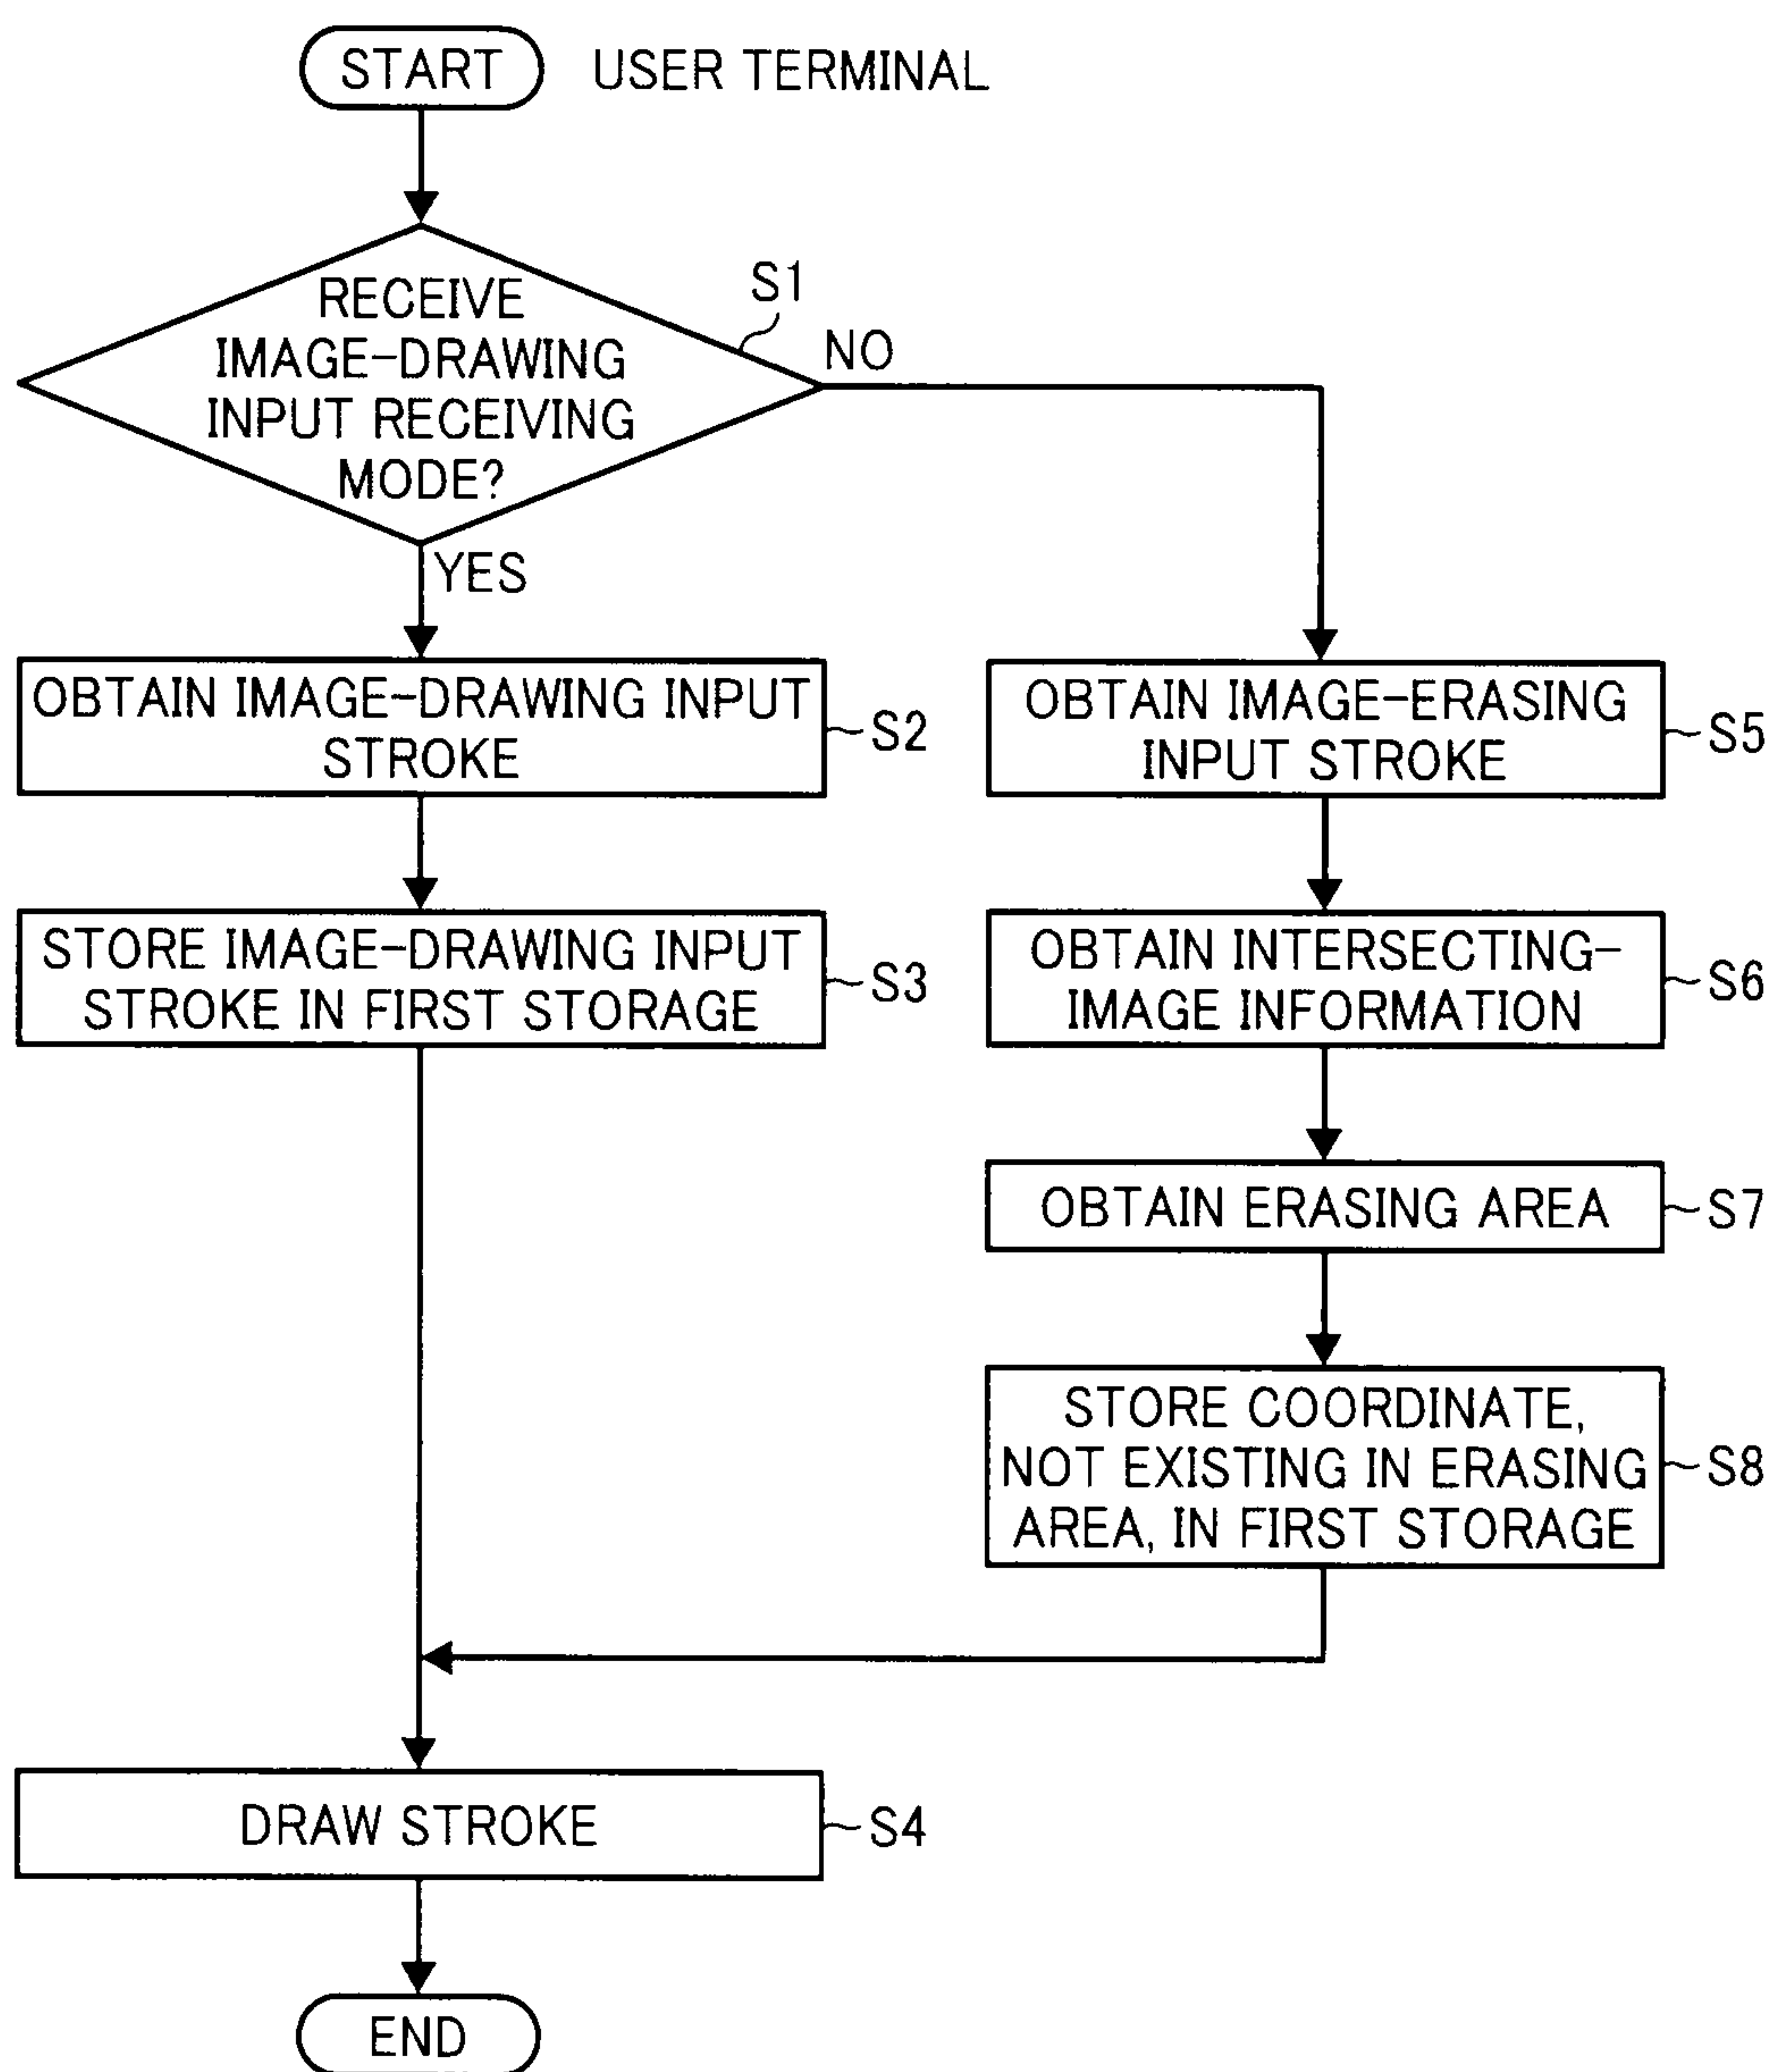 START
USER TERMINAL
RECEIVE
IMAGE-DRAWING
INPUT RECEIVING
MODE?
S1
NO
YES
OBTAIN IMAGE-DRAWING INPUT
STROKE
S2
STORE IMAGE-DRAWING INPUT
STROKE IN FIRST STORAGE
S3
OBTAIN IMAGE-ERASING
INPUT STROKE
S5
OBTAIN INTERSECTING-
IMAGE INFORMATION
S6
OBTAIN ERASING AREA
S7
STORE COORDINATE,
NOT EXISTING IN ERASING
AREA, IN FIRST STORAGE
S8
DRAW STROKE
S4
END